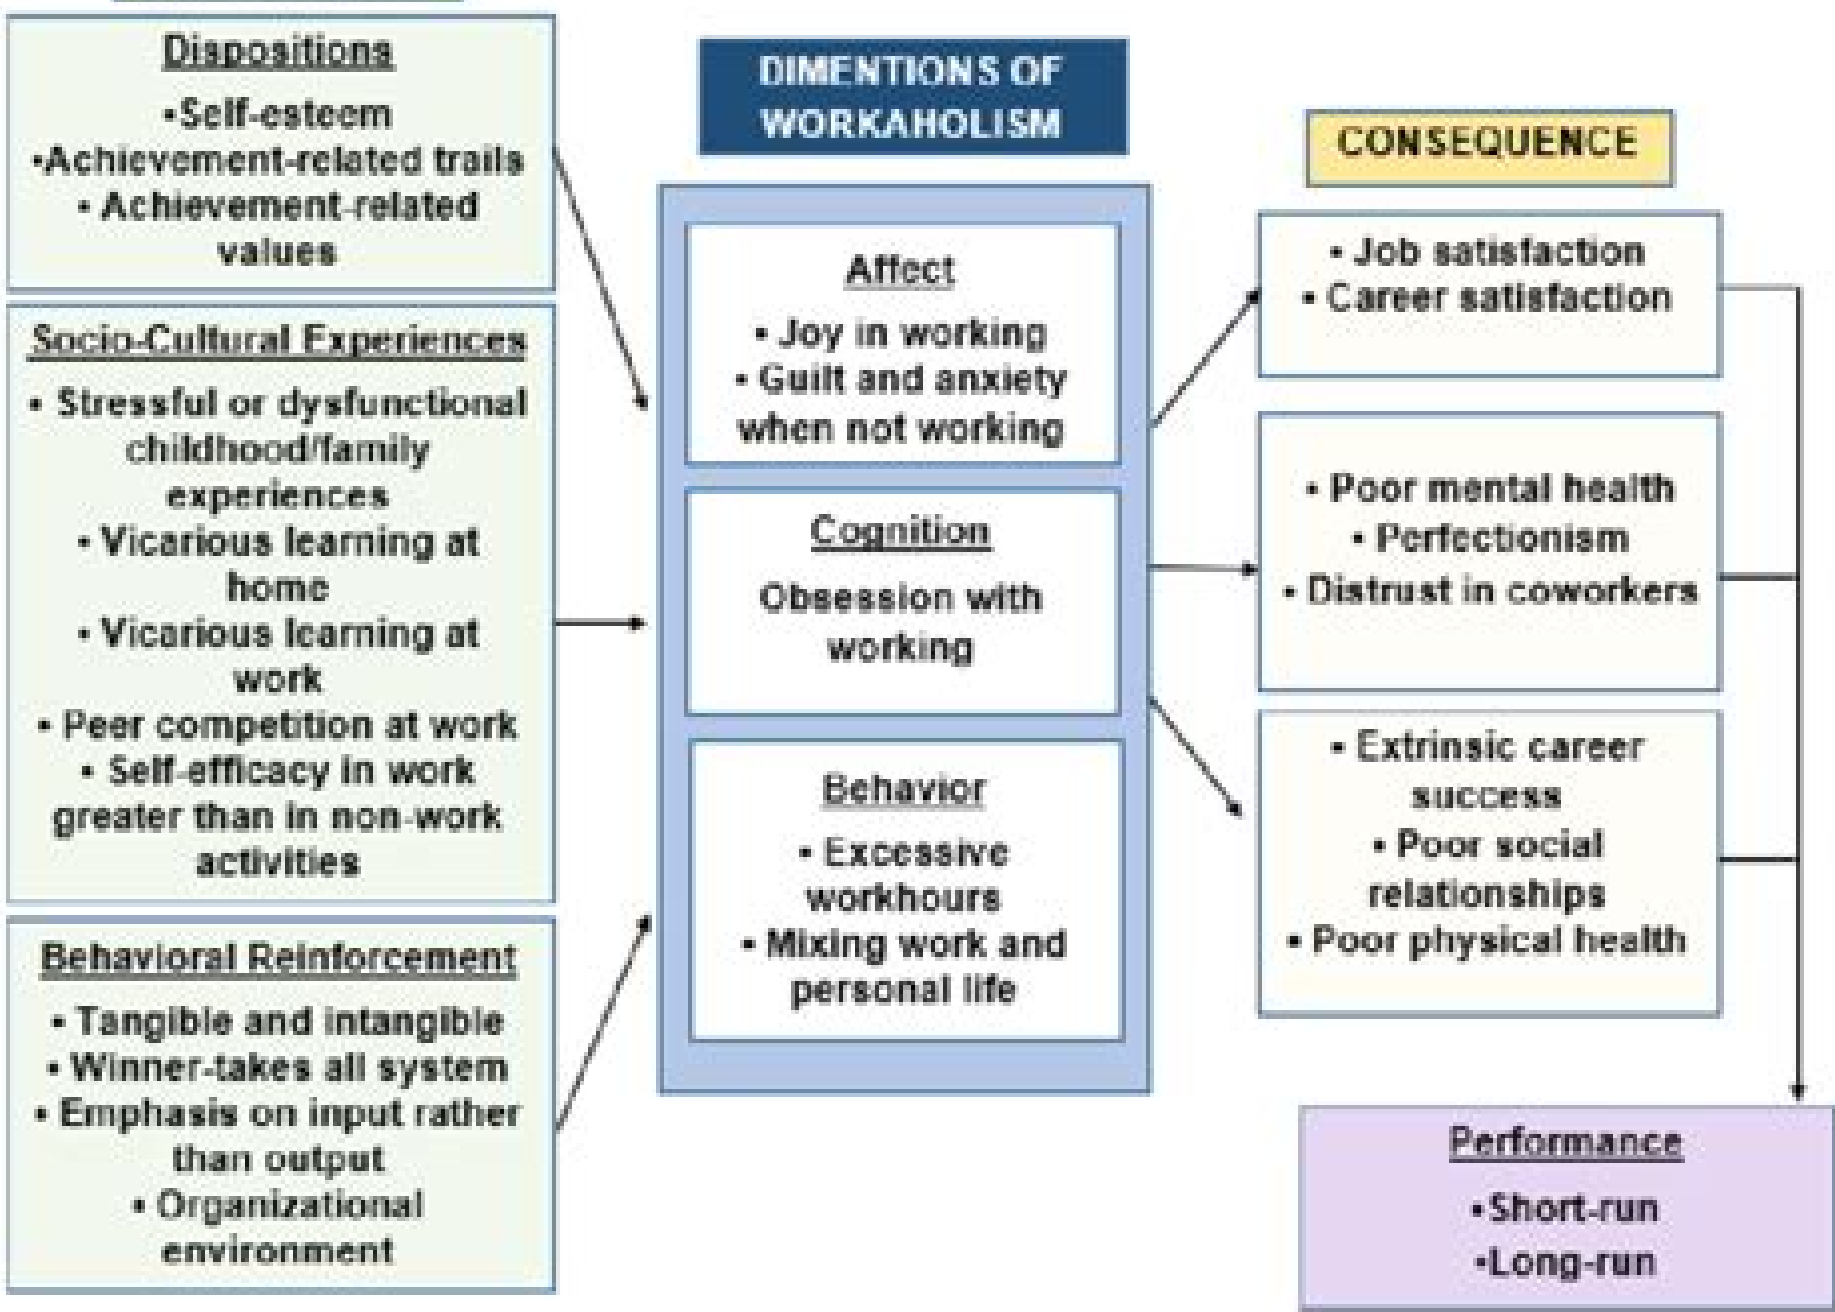 Dispositions
•Self-esteem
•Achievement-related trails
• Achievement-related
values
Socio-Cultural Experiences
• Stressful or dysfunctional
childhood/family
experiences
• Vicarious learning at
home
• Vicarious learning at
work
• Peer competition at work
• Self-efficacy in work
greater than in non-work
activities
Behavioral Reinforcement
• Tangible and intangible
• Winner-takes all system
• Emphasis on input rather
than output
• Organizational
environment
DIMENTIONS OF
WORKAHOLISM
Affect
• Joy in working
• Guilt and anxiety
when not working
Cognition
Obsession with
working
Behavior
• Excessive
workhours
• Mixing work and
personal life
CONSEQUENCE
• Job satisfaction
• Career satisfaction
• Poor mental health
• Perfectionism
• Distrust in coworkers
• Extrinsic career
success
• Poor social
relationships
• Poor physical health
Performance
•Short-run
•Long-run